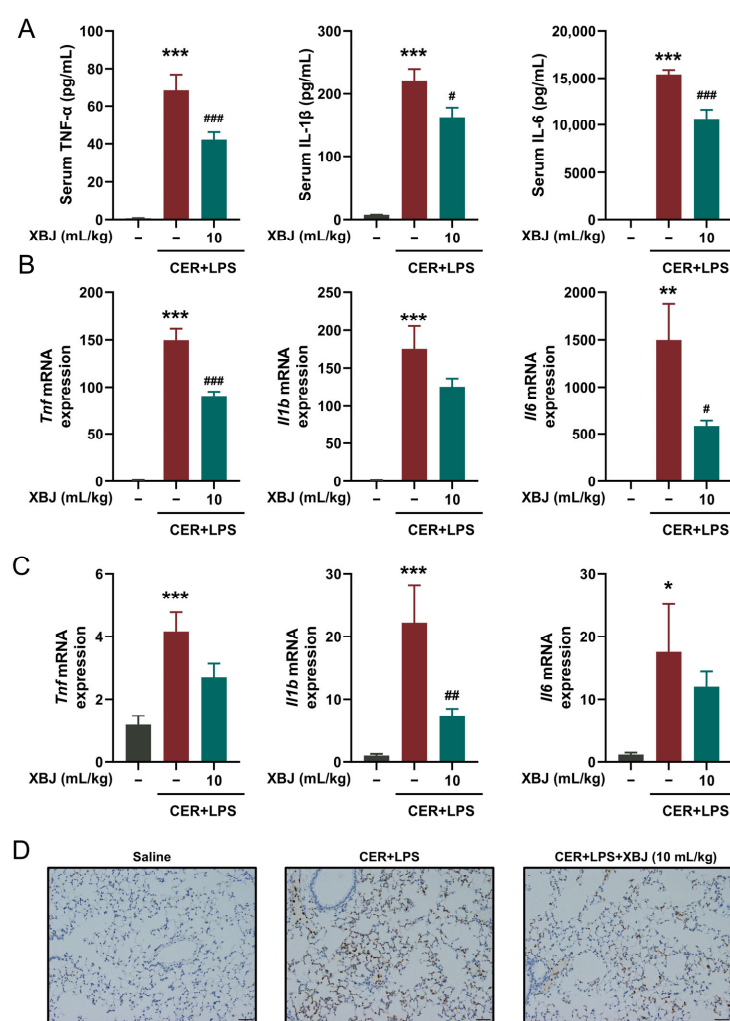 A
Serum TNF-α (pg/mL)
100
80
60
40
20
0
***
###
XBJ (mL/kg)
–
–
10
CER+LPS
Serum IL-1β (pg/mL)
300
200
100
0
***
#
–
–
10
CER+LPS
Serum IL-6 (pg/mL)
20,000
15,000
10,000
5,000
0
***
###
–
–
10
CER+LPS
B
Tnf mRNA
expression
200
150
100
50
0
***
###
XBJ (mL/kg)
–
–
10
CER+LPS
Il1b mRNA
expression
250
200
150
100
50
0
***
XBJ (mL/kg)
–
–
10
CER+LPS
Il6 mRNA
expression
2000
1500
1000
500
0
**
#
XBJ (mL/kg)
–
–
10
CER+LPS
C
Tnf mRNA
expression
6
4
2
0
***
XBJ (mL/kg)
–
–
10
CER+LPS
Il1b mRNA
expression
30
20
10
0
***
##
XBJ (mL/kg)
–
–
10
CER+LPS
Il6 mRNA
expression
30
20
10
0
*
XBJ (mL/kg)
–
–
10
CER+LPS
D
Saline
CER+LPS
CER+LPS+XBJ (10 mL/kg)